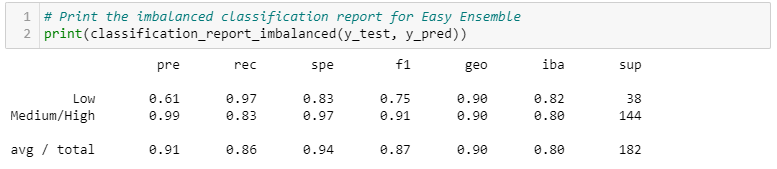 1 # Print the imbalanced classification report for Easy Ensemble
2 print(classification_report_imbalanced(y_test, y_pred))
pre rec spe f1 geo iba sup
Low 0.61 0.97 0.83 0.75 0.90 0.82 38
Medium/High 0.99 0.83 0.97 0.91 0.90 0.80 144
avg / total 0.91 0.86 0.94 0.87 0.90 0.80 182